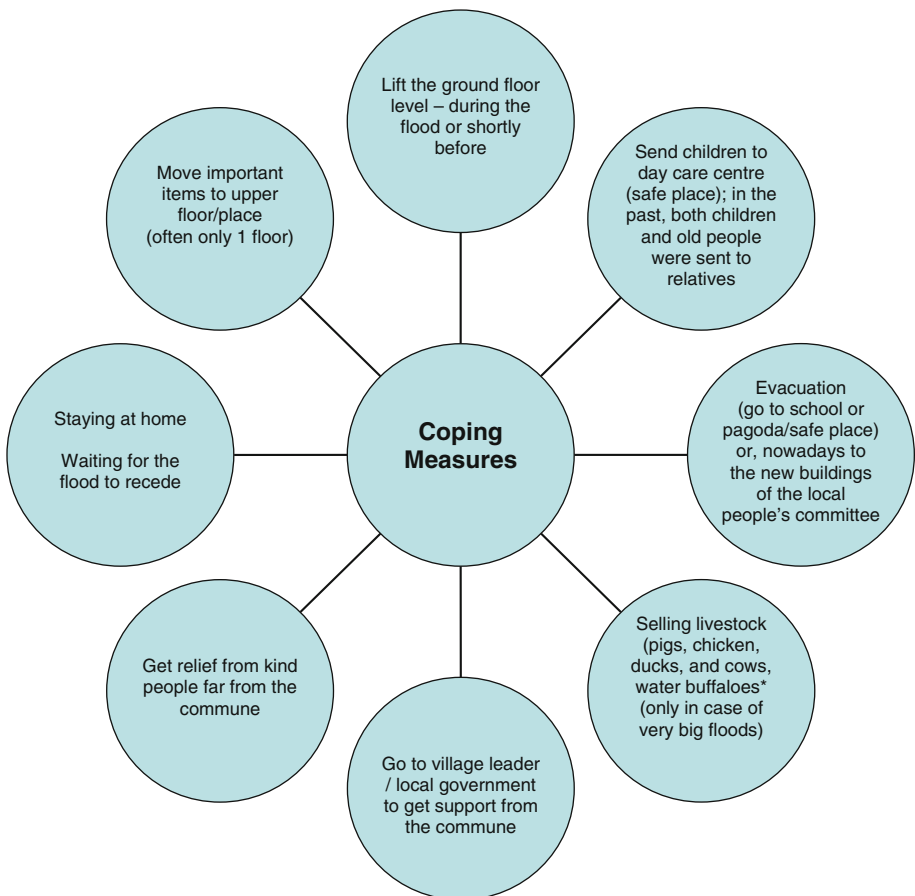 Lift the ground floor
level – during the
flood or shortly
before
Move important
items to upper
floor/place
(often only 1 floor)
Send children to
day care centre
(safe place); in the
past, both children
and old people
were sent to
relatives
Staying at home
Waiting for the
flood to recede
Coping
Measures
Evacuation
(go to school or
pagoda/safe place)
or, nowadays to
the new buildings
of the local
people's committee
Get relief from kind
people far from the
commune
Selling livestock
(pigs, chicken,
ducks, and cows,
water buffaloes*
(only in case of
very big floods)
Go to village leader
/ local government
to get support from
the commune